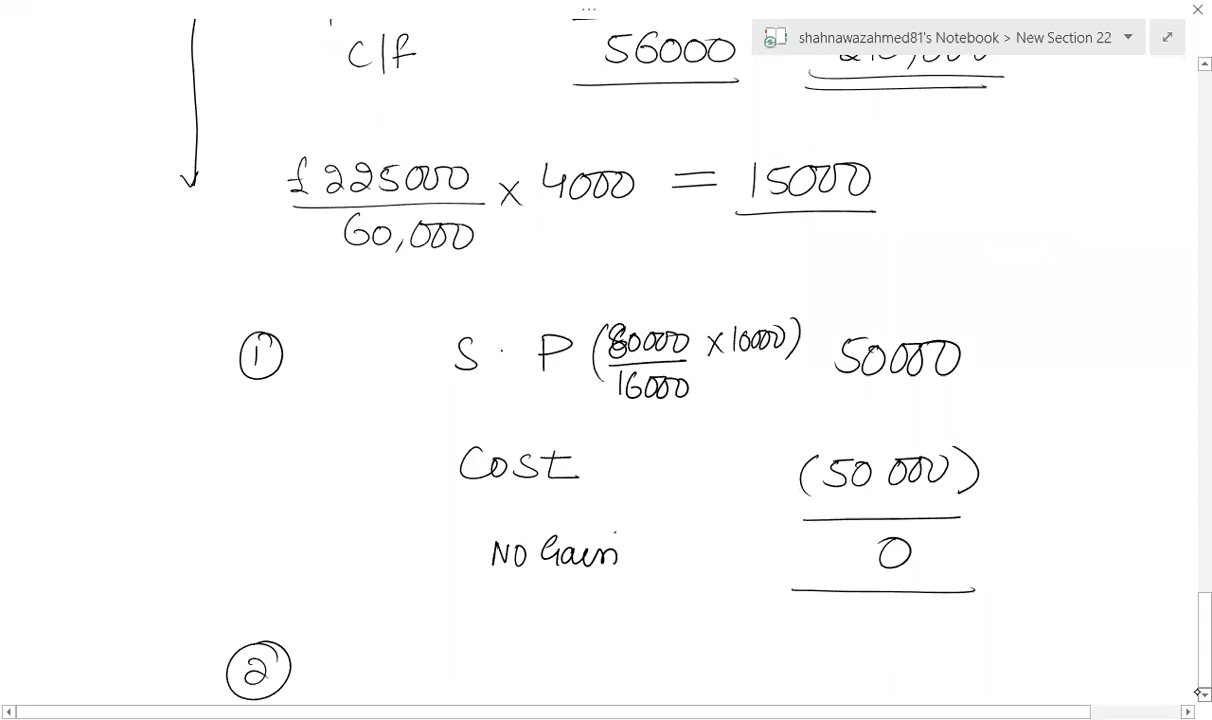 shahnawazahmed81's Notebook > New Section 22
C/f 56000
£225000 × 4000 = 15000
60,000
① S. P (80000 × 10000) 50000
16000
Cost (50 000)
No Gain 0
②